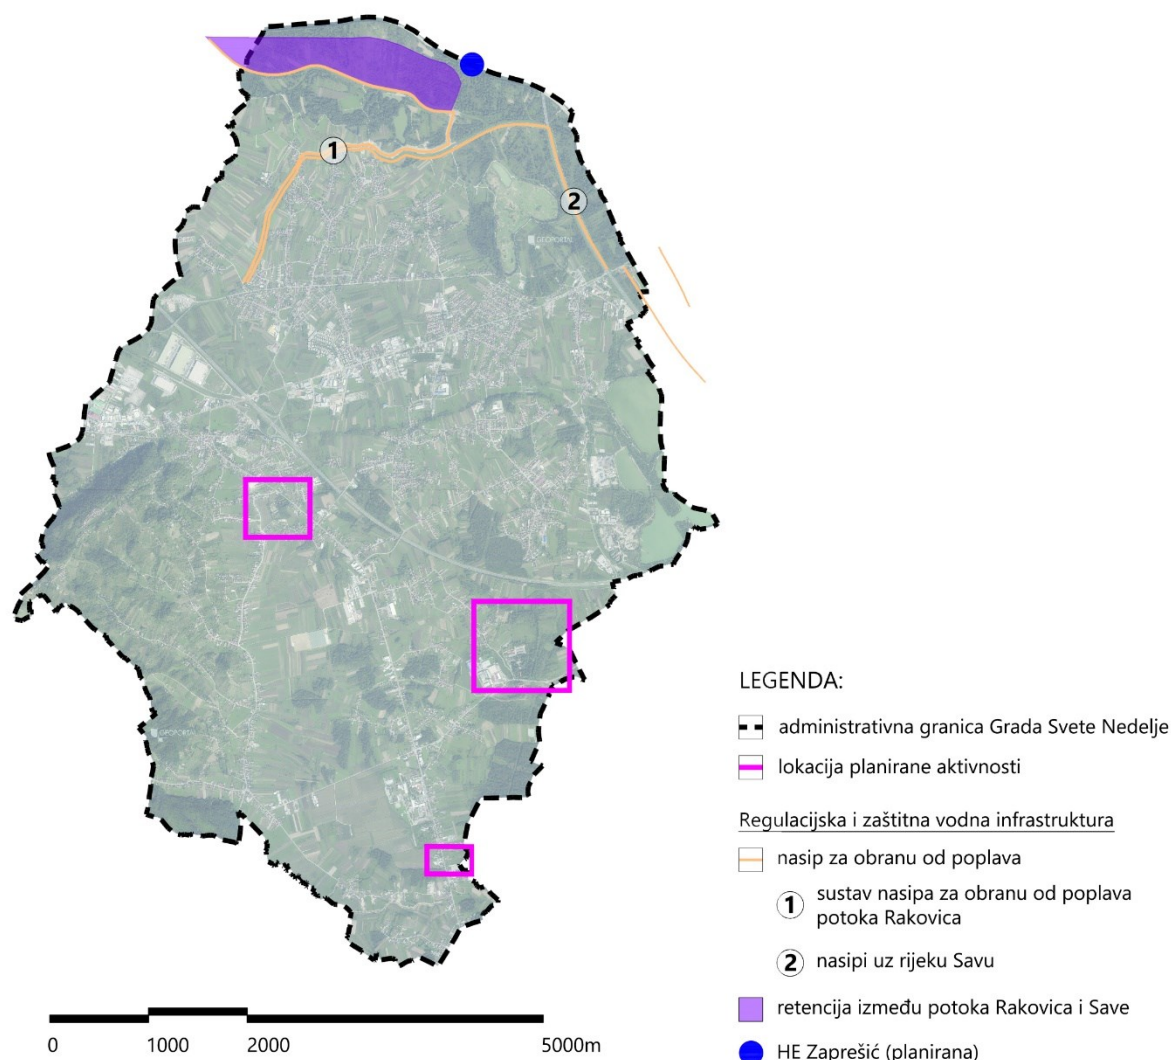 1
2
GEOPORTAL
GEOPORTAL
LEGENDA:
administrativna granica Grada Svete Nedelje
lokacija planirane aktivnosti
Regulacijska i zaštitna vodna infrastruktura
nasip za obranu od poplava
1 sustav nasipa za obranu od poplava
potoka Rakovica
2 nasipi uz rijeku Savu
retencija između potoka Rakovica i Save
HE Zaprešić (planirana)
0 1000 2000 5000m